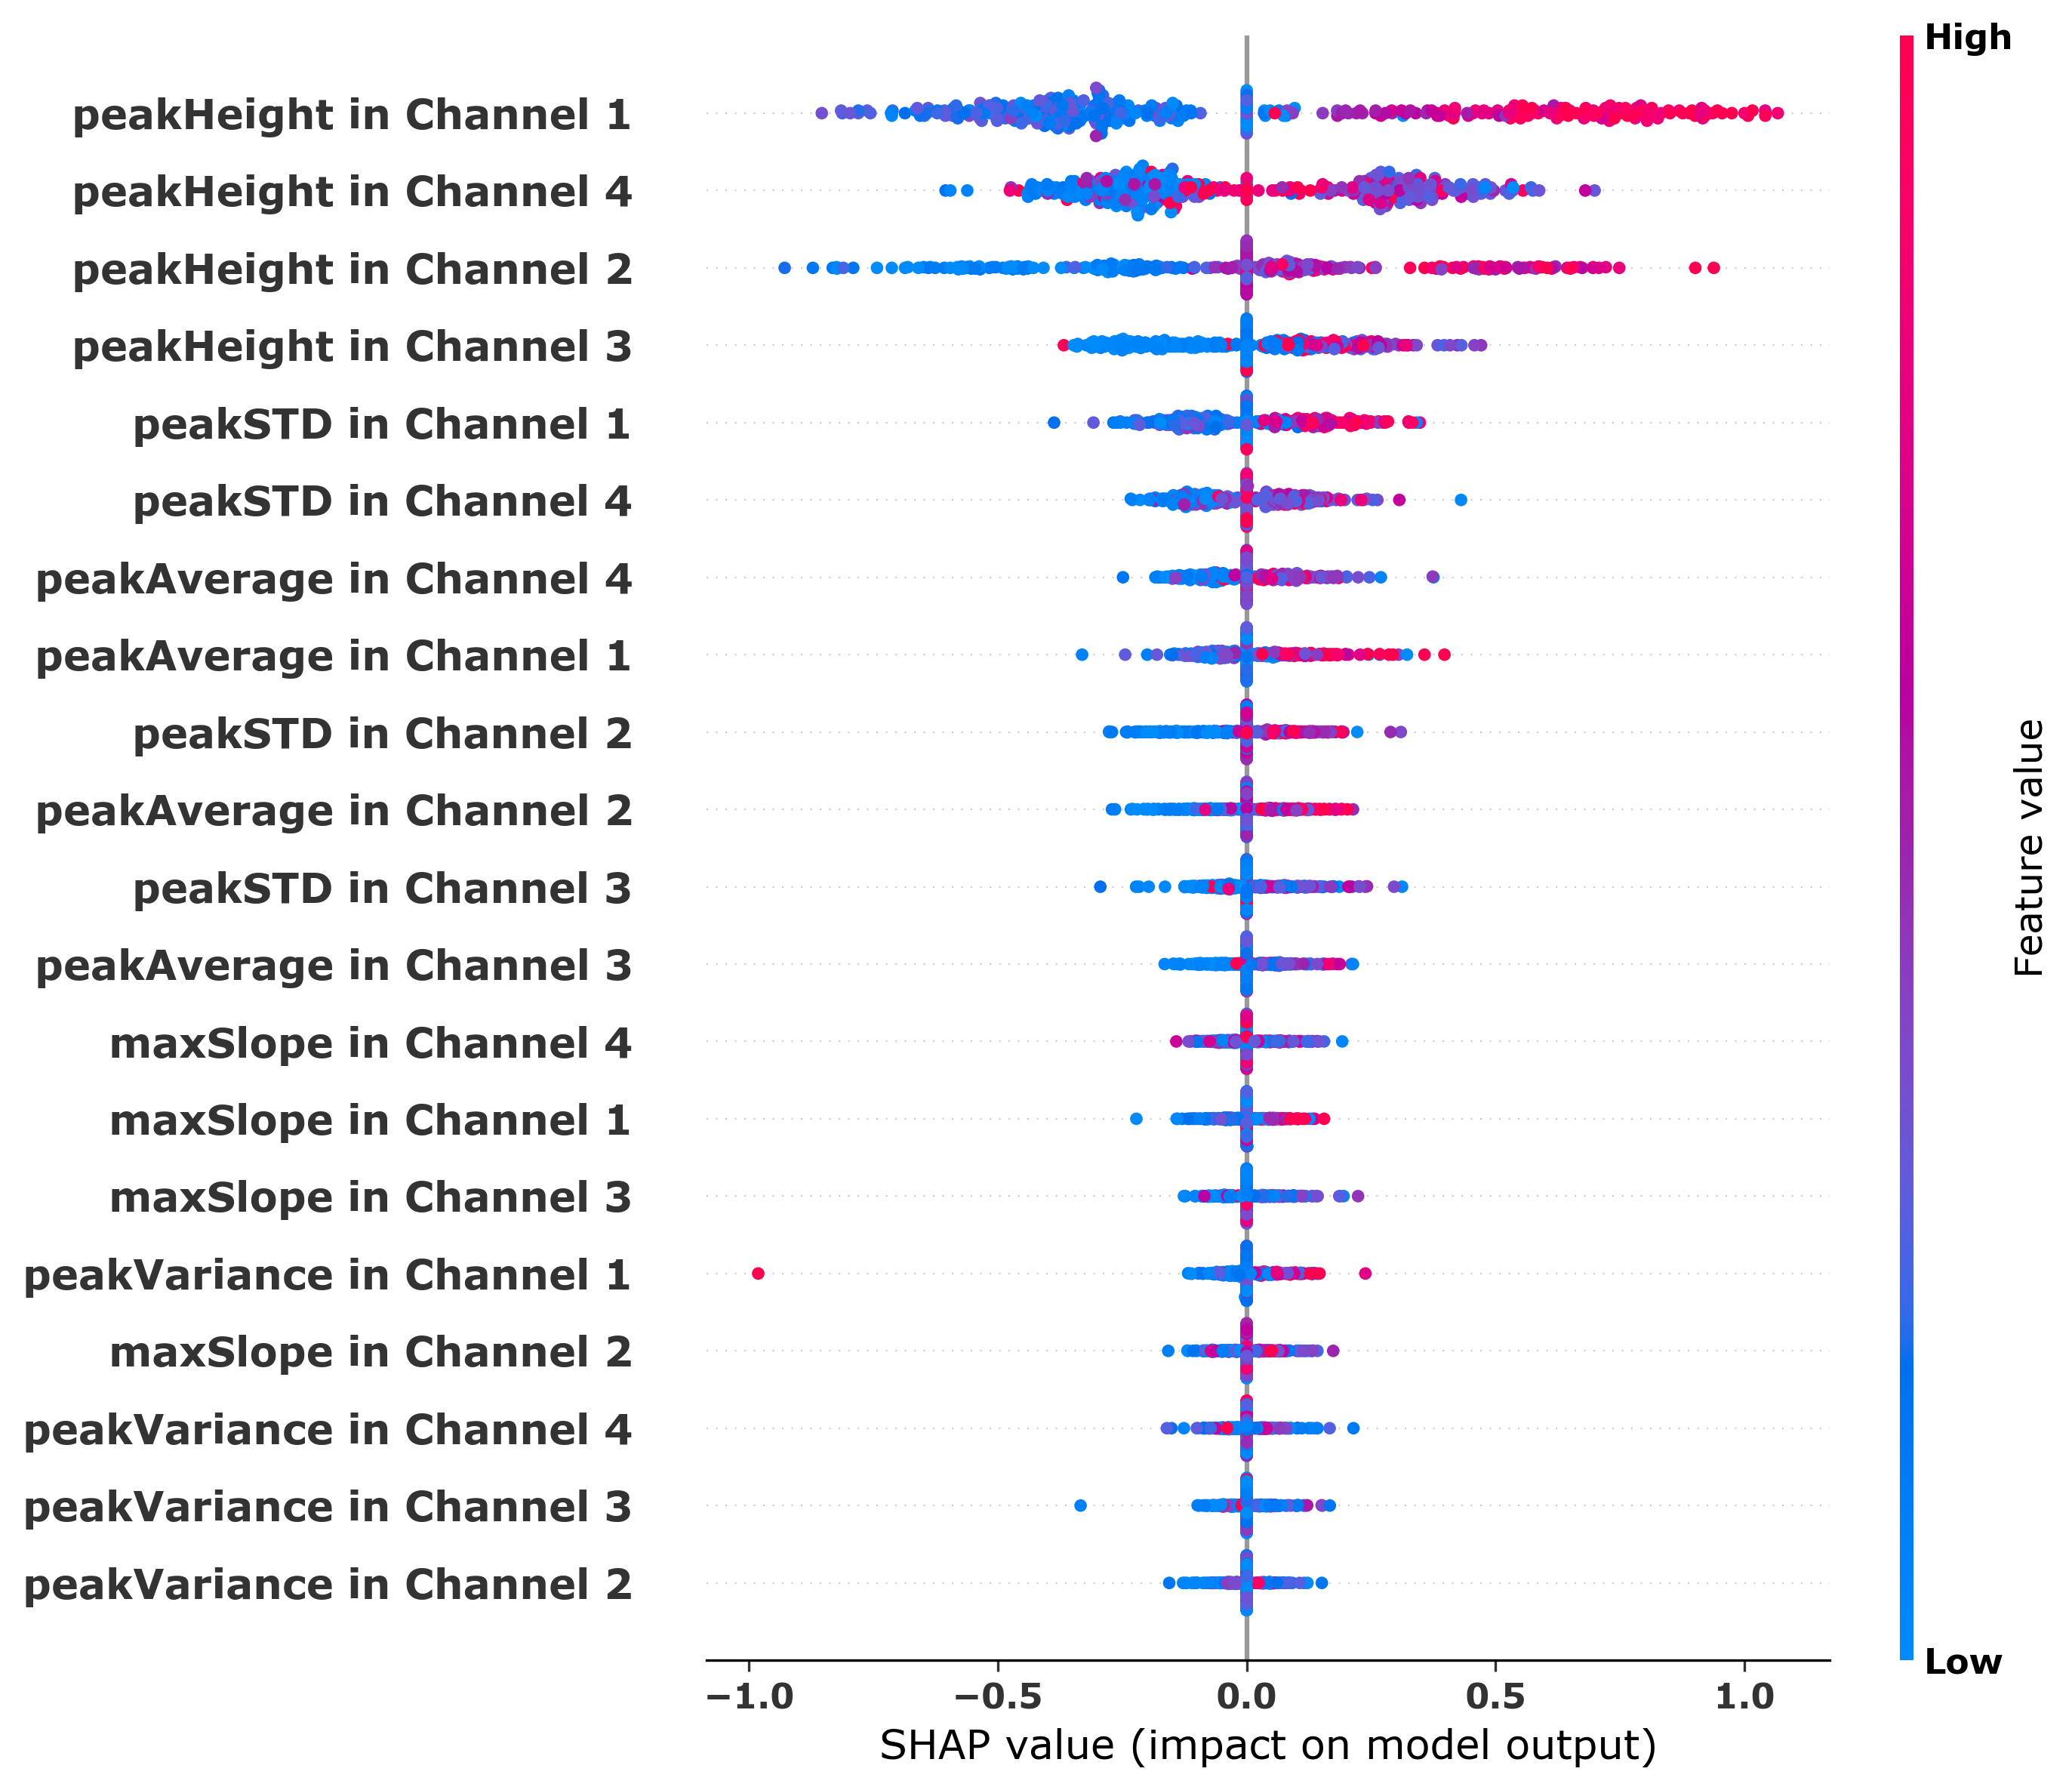 High
peakHeight in Channel 1
peakHeight in Channel 4
peakHeight in Channel 2
peakHeight in Channel 3
peakSTD in Channel 1
peakSTD in Channel 4
peakAverage in Channel 4
peakAverage in Channel 1
peakSTD in Channel 2
peakAverage in Channel 2
peakSTD in Channel 3
peakAverage in Channel 3
maxSlope in Channel 4
maxSlope in Channel 1
maxSlope in Channel 3
peakVariance in Channel 1
maxSlope in Channel 2
peakVariance in Channel 4
peakVariance in Channel 3
peakVariance in Channel 2
Feature value
Low
−1.0 −0.5 0.0 0.5 1.0
SHAP value (impact on model output)